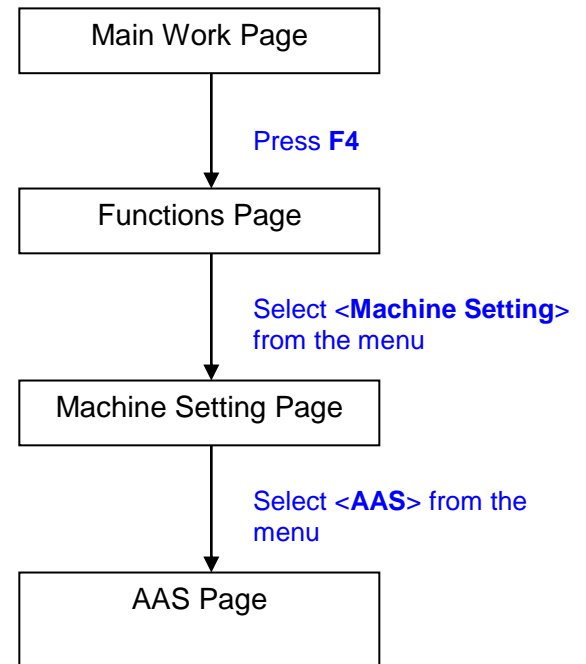 Main Work Page
Press F4
Functions Page
Select <Machine Setting>
from the menu
Machine Setting Page
Select <AAS> from the
menu
AAS Page